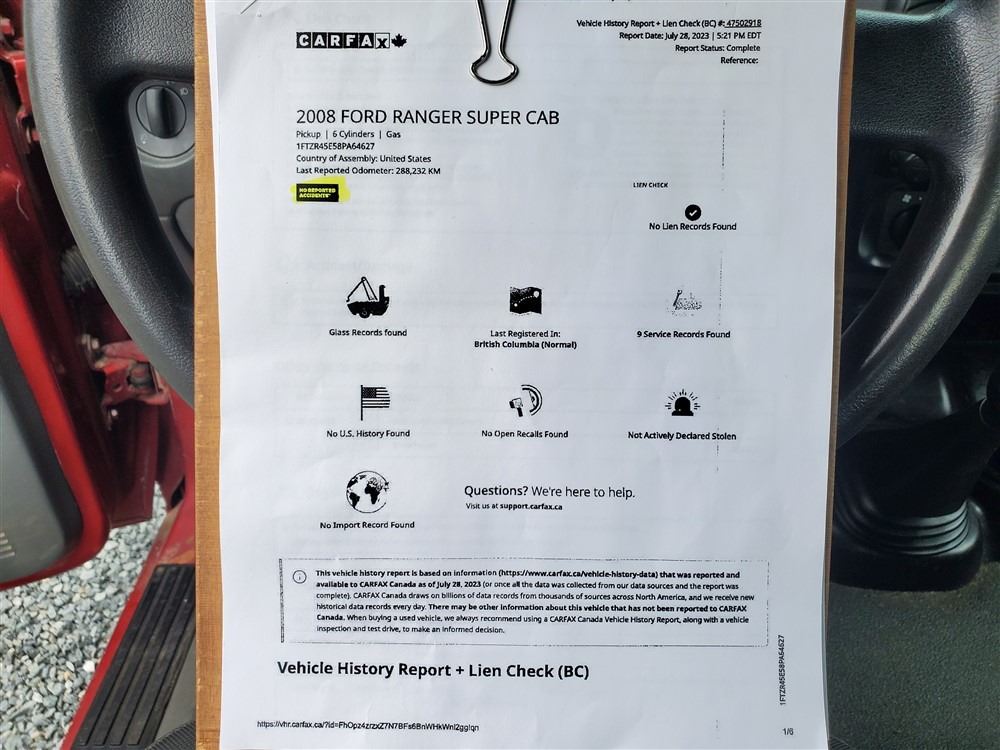 CARFAX
Vehicle History Report + Lien Check (BC) #: 47502918
Report Date: July 28, 2023 | 5:21 PM EDT
Report Status: Complete
Reference:
2008 FORD RANGER SUPER CAB
Pickup | 6 Cylinders | Gas
1FTZR45E58PA64627
Country of Assembly: United States
Last Reported Odometer: 288,232 KM
NO REPORTED
ACCIDENTS*
LIEN CHECK
No Lien Records Found
Glass Records found
Last Registered In:
British Columbia (Normal)
9 Service Records Found
No U.S. History Found
No Open Recalls Found
Not Actively Declared Stolen
No Import Record Found
Questions? We're here to help.
Visit us at support.carfax.ca
This vehicle history report is based on information (https://www.carfax.ca/vehicle-history-data) that was reported and
available to CARFAX Canada as of July 28, 2023 (or once all the data was collected from our data sources and the report was
complete). CARFAX Canada draws on billions of data records from thousands of sources across North America, and we receive new
historical data records every day. There may be other information about this vehicle that has not been reported to CARFAX
Canada. When buying a used vehicle, we always recommend using a CARFAX Canada Vehicle History Report, along with a vehicle
inspection and test drive, to make an informed decision.
Vehicle History Report + Lien Check (BC)
1FTZR45E58PA64627
1/6